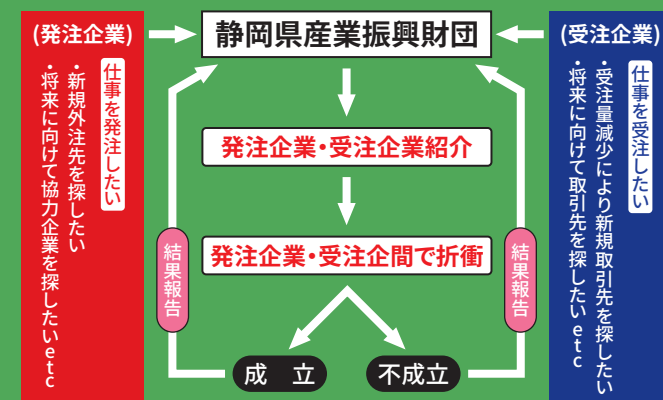 (発注企業)
仕事を発注したい
・新規外注先を探したい
・将来に向けて協力企業を探したいetc
静岡県産業振興財団
発注企業・受注企業紹介
発注企業・受注企間で折衝
結果報告
結果報告
成 立
不成立
(受注企業)
仕事を受注したい
・受注量減少により新規取引先を探したい
・将来に向けて取引先を探したいetc